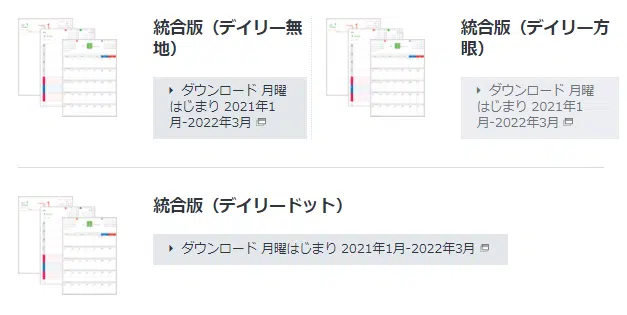 統合版（デイリー無
地）
ダウンロード 月曜
はじまり 2021年1
月-2022年3月
統合版（デイリー方
眼）
ダウンロード 月曜
はじまり 2021年1
月-2022年3月
統合版（デイリードット）
ダウンロード 月曜はじまり 2021年1月-2022年3月